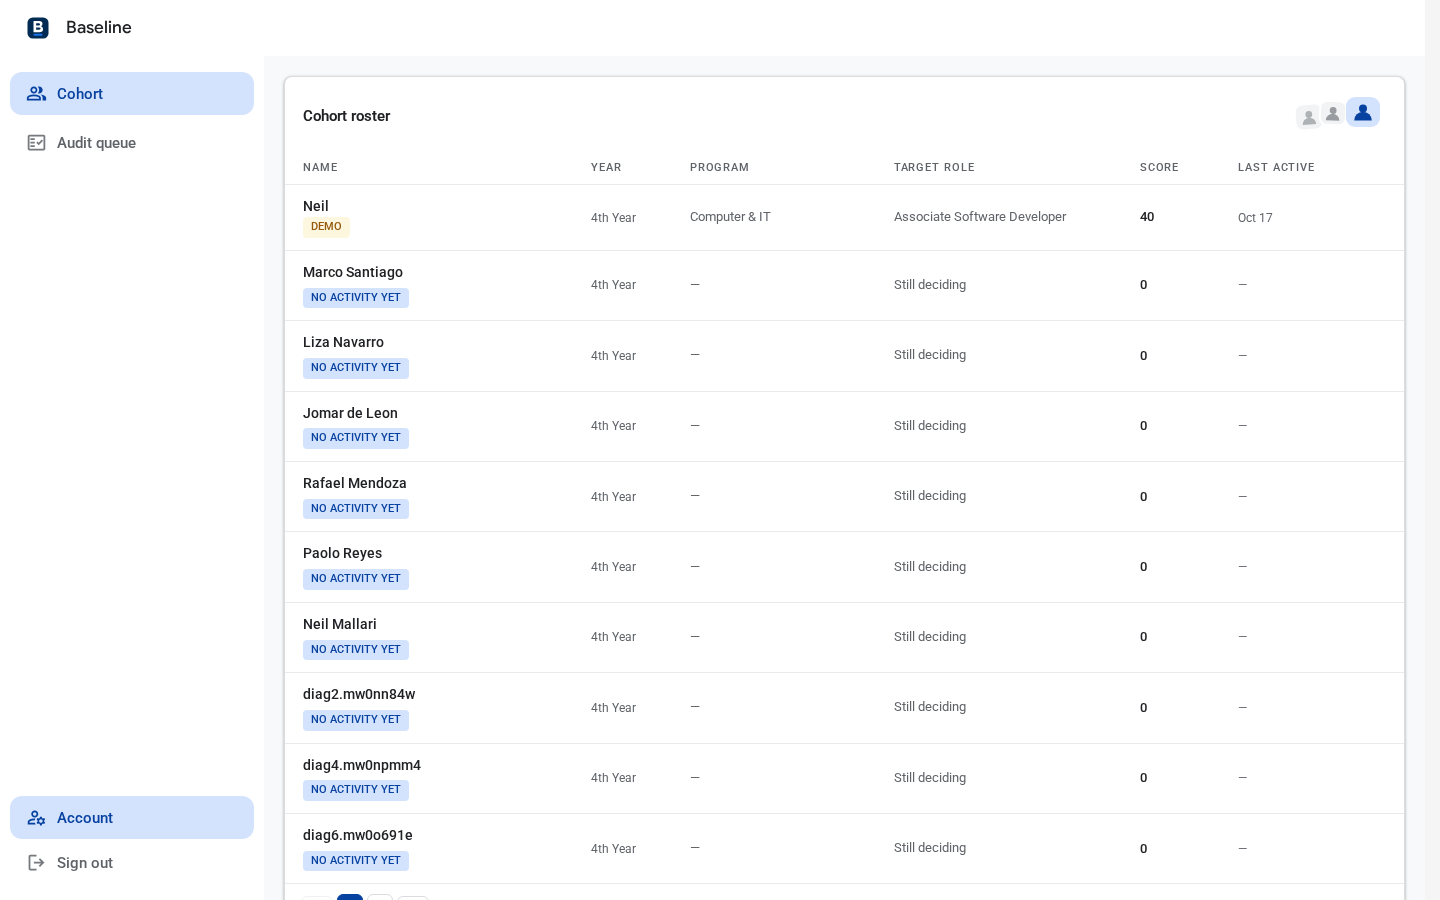 B Baseline
Cohort
Audit queue
Account
Sign out
Cohort roster
NAME YEAR PROGRAM TARGET ROLE SCORE LAST ACTIVE
Neil
DEMO
4th Year Computer & IT Associate Software Developer 40 Oct 17
Marco Santiago
NO ACTIVITY YET
4th Year — Still deciding 0 —
Liza Navarro
NO ACTIVITY YET
4th Year — Still deciding 0 —
Jomar de Leon
NO ACTIVITY YET
4th Year — Still deciding 0 —
Rafael Mendoza
NO ACTIVITY YET
4th Year — Still deciding 0 —
Paolo Reyes
NO ACTIVITY YET
4th Year — Still deciding 0 —
Neil Mallari
NO ACTIVITY YET
4th Year — Still deciding 0 —
diag2.mw0nn84w
NO ACTIVITY YET
4th Year — Still deciding 0 —
diag4.mw0npmm4
NO ACTIVITY YET
4th Year — Still deciding 0 —
diag6.mw0o691e
NO ACTIVITY YET
4th Year — Still deciding 0 —